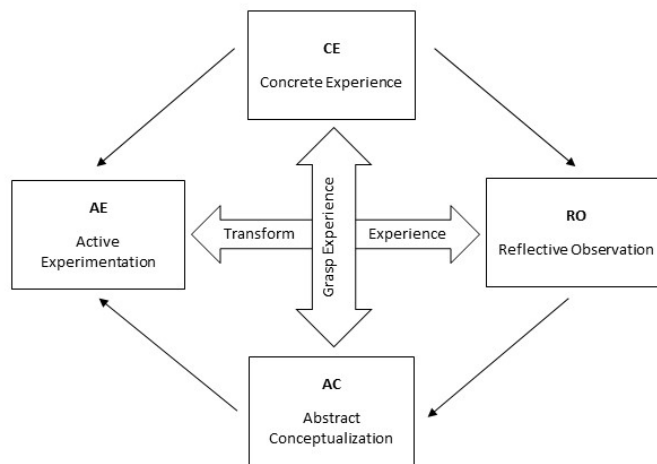 CE
Concrete Experience
AE
Active
Experimentation
Transform
Grasp Experience
Experience
RO
Reflective Observation
AC
Abstract
Conceptualization